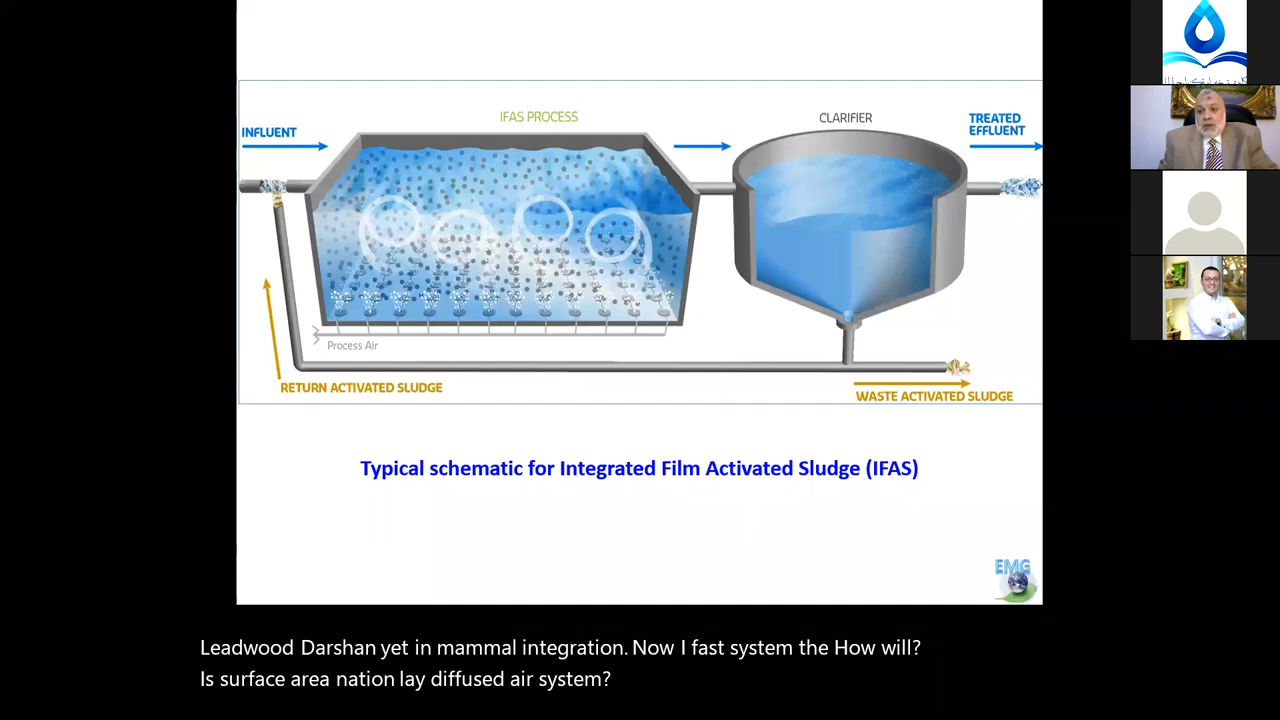 IFAS PROCESS
CLARIFIER
INFLUENT
TREATED
EFFLUENT
Process Air
RETURN ACTIVATED SLUDGE
WASTE ACTIVATED SLUDGE
Typical schematic for Integrated Film Activated Sludge (IFAS)
EMG
Leadwood Darshan yet in mammal integration. Now I fast system the How will?
Is surface area nation lay diffused air system?